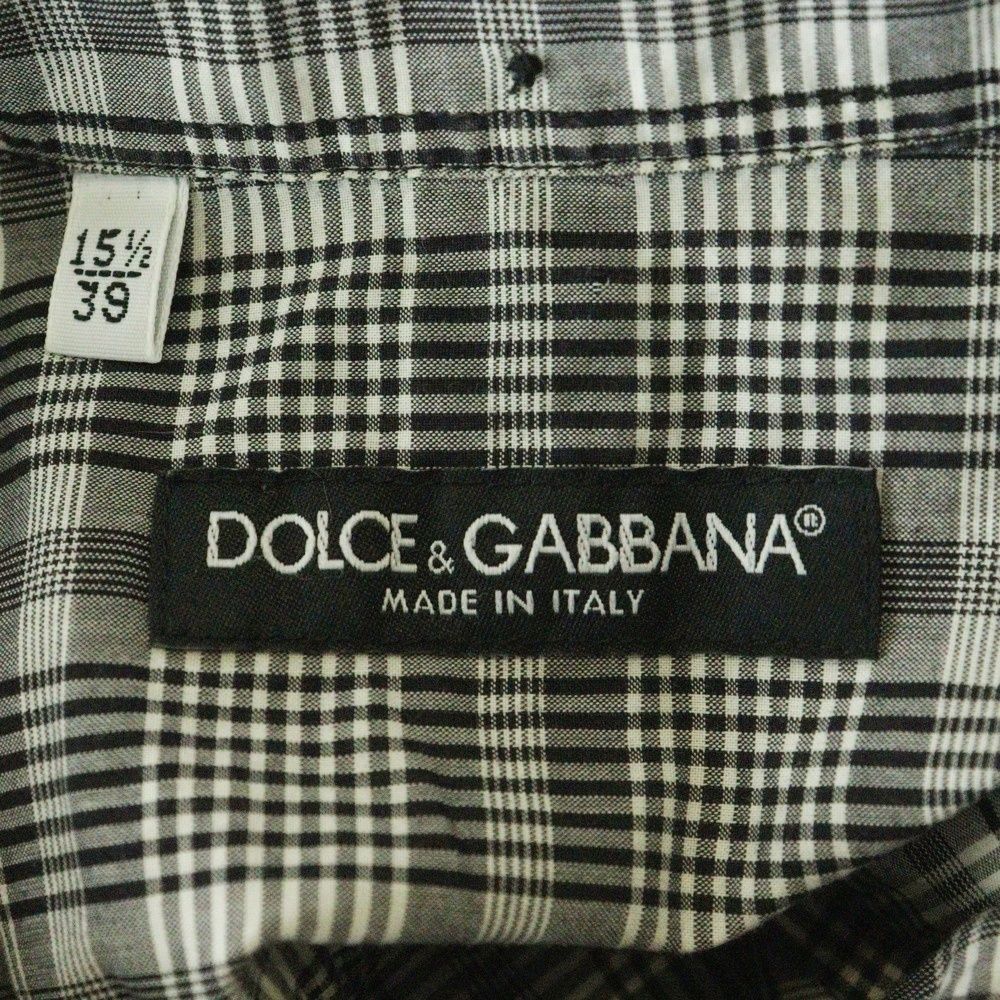 15½
39
DOLCE & GABBANA®
MADE IN ITALY